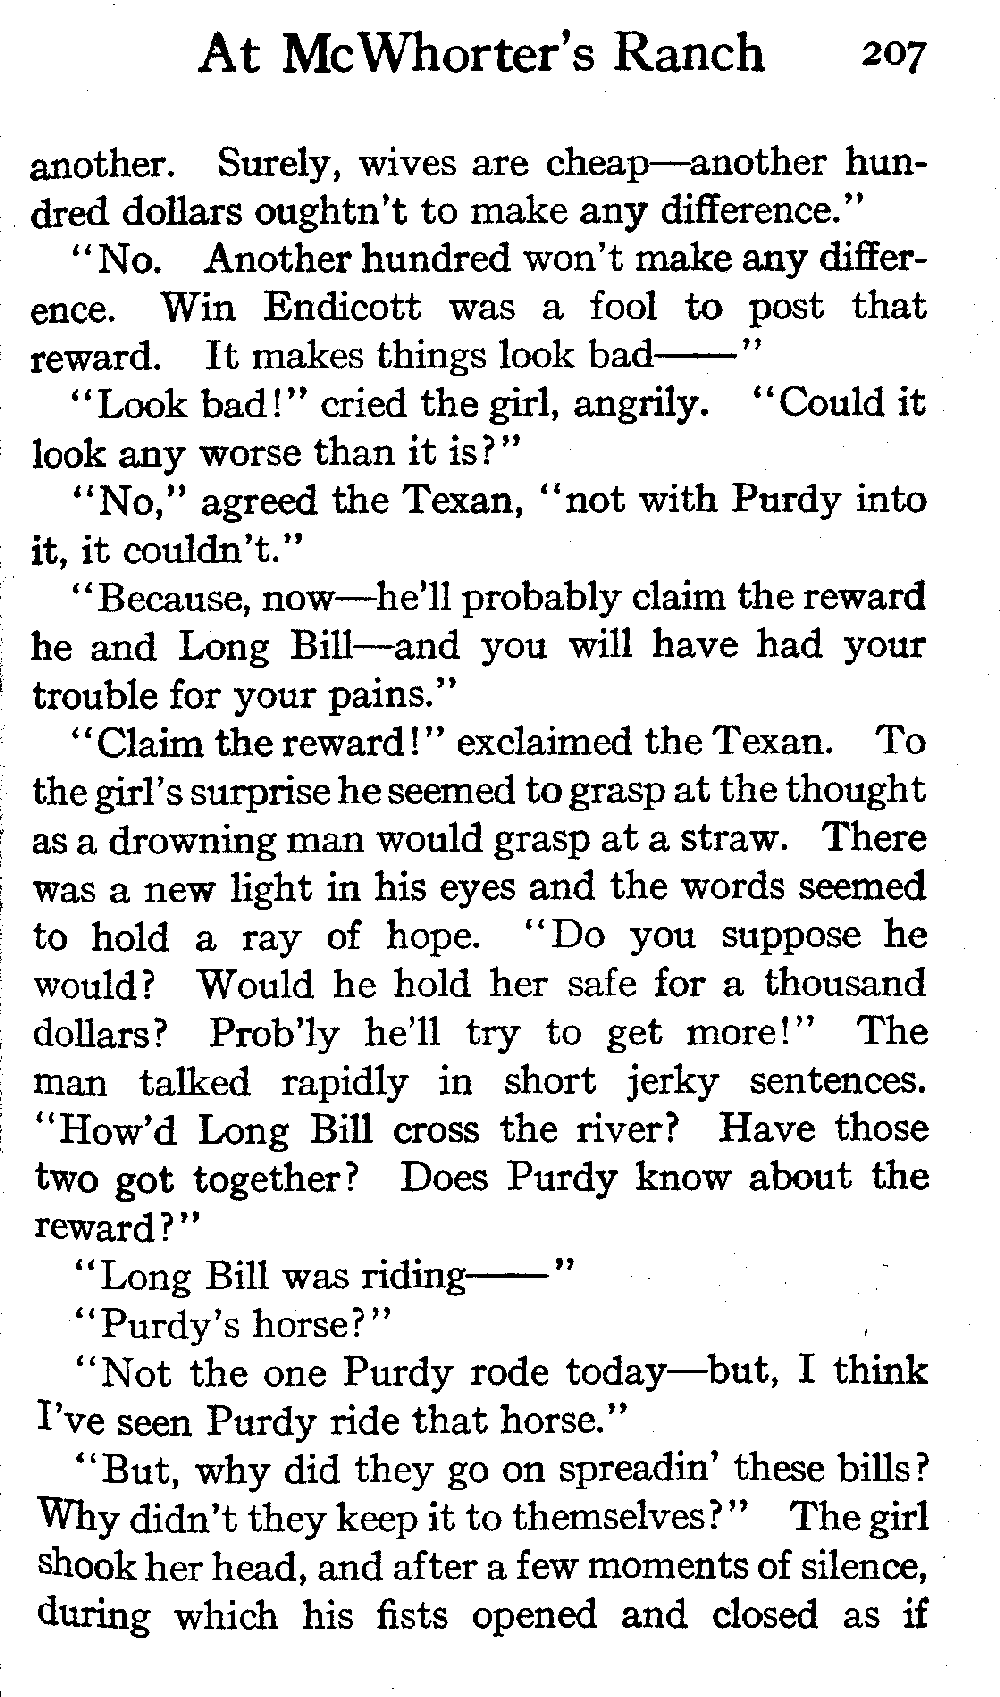 At McWhorter's Ranch 207
another. Surely, wives are cheap—another hun-
dred dollars oughtn't to make any difference."
"No. Another hundred won't make any differ-
ence. Win Endicott was a fool to post that
reward. It makes things look bad——"
"Look bad!" cried the girl, angrily. "Could it
look any worse than it is?"
"No," agreed the Texan, "not with Purdy into
it, it couldn't."
"Because, now—he'll probably claim the reward
he and Long Bill—and you will have had your
trouble for your pains."
"Claim the reward!" exclaimed the Texan. To
the girl's surprise he seemed to grasp at the thought
as a drowning man would grasp at a straw. There
was a new light in his eyes and the words seemed
to hold a ray of hope. "Do you suppose he
would? Would he hold her safe for a thousand
dollars? Prob'ly he'll try to get more!" The
man talked rapidly in short jerky sentences.
"How'd Long Bill cross the river? Have those
two got together? Does Purdy know about the
reward?"
"Long Bill was riding——"
"Purdy's horse?"
"Not the one Purdy rode today—but, I think
I've seen Purdy ride that horse."
"But, why did they go on spreadin' these bills?
Why didn't they keep it to themselves?" The girl
shook her head, and after a few moments of silence,
during which his fists opened and closed as if